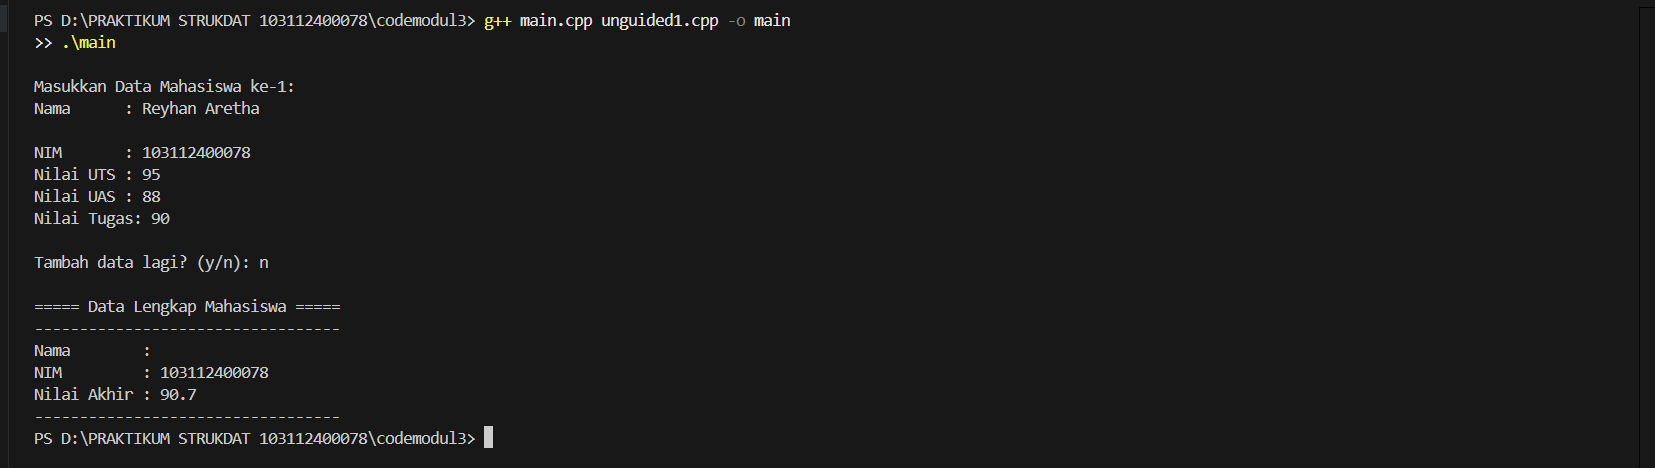 PS D:\PRAKTIKUM STRUKDAT 103112400078\codemodul3> g++ main.cpp unguided1.cpp -o main
>> .\main
Masukkan Data Mahasiswa ke-1:
Nama      : Reyhan Aretha
NIM       : 103112400078
Nilai UTS : 95
Nilai UAS : 88
Nilai Tugas: 90
Tambah data lagi? (y/n): n
===== Data Lengkap Mahasiswa =====
----------------------------------
Nama        :
NIM         : 103112400078
Nilai Akhir : 90.7
----------------------------------
PS D:\PRAKTIKUM STRUKDAT 103112400078\codemodul3>